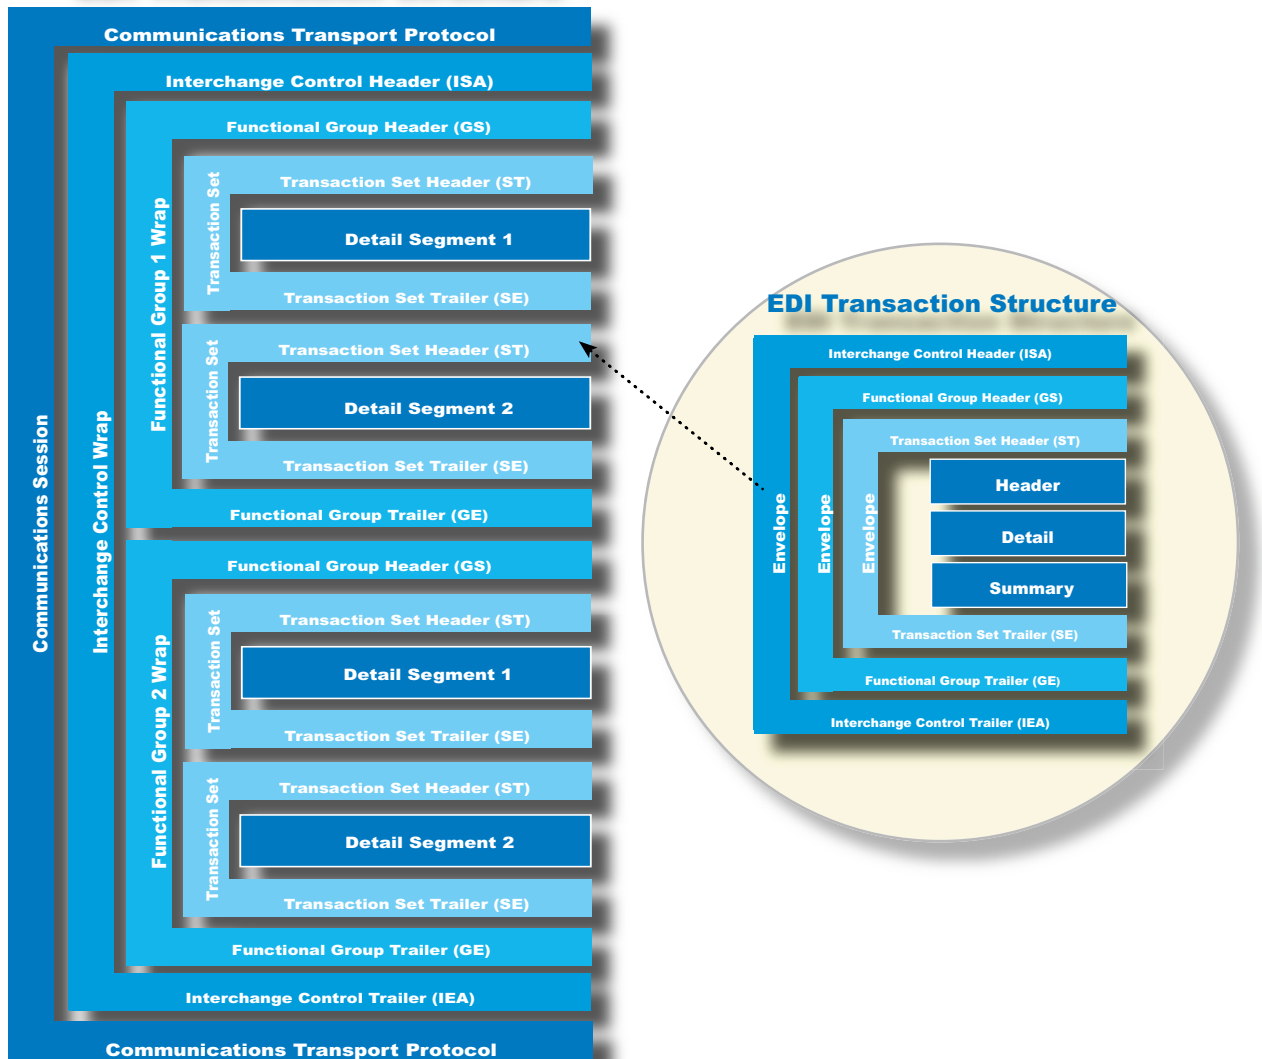 Communications Transport Protocol
Interchange Control Header (ISA)
Functional Group Header (GS)
Transaction Set Header (ST)
Detail Segment 1
Transaction Set Trailer (SE)
Transaction Set
Transaction Set Header (ST)
Detail Segment 2
Transaction Set Trailer (SE)
Transaction Set
Functional Group Trailer (GE)
Functional Group 1 Wrap
Functional Group Header (GS)
Transaction Set Header (ST)
Detail Segment 1
Transaction Set Trailer (SE)
Transaction Set
Transaction Set Header (ST)
Detail Segment 2
Transaction Set Trailer (SE)
Transaction Set
Functional Group Trailer (GE)
Functional Group 2 Wrap
Interchange Control Trailer (IEA)
Interchange Control Wrap
Communications Session
Communications Transport Protocol
EDI Transaction Structure
Interchange Control Header (ISA)
Functional Group Header (GS)
Transaction Set Header (ST)
Header
Detail
Summary
Envelope
Envelope
Envelope
Transaction Set Trailer (SE)
Functional Group Trailer (GE)
Interchange Control Trailer (IEA)